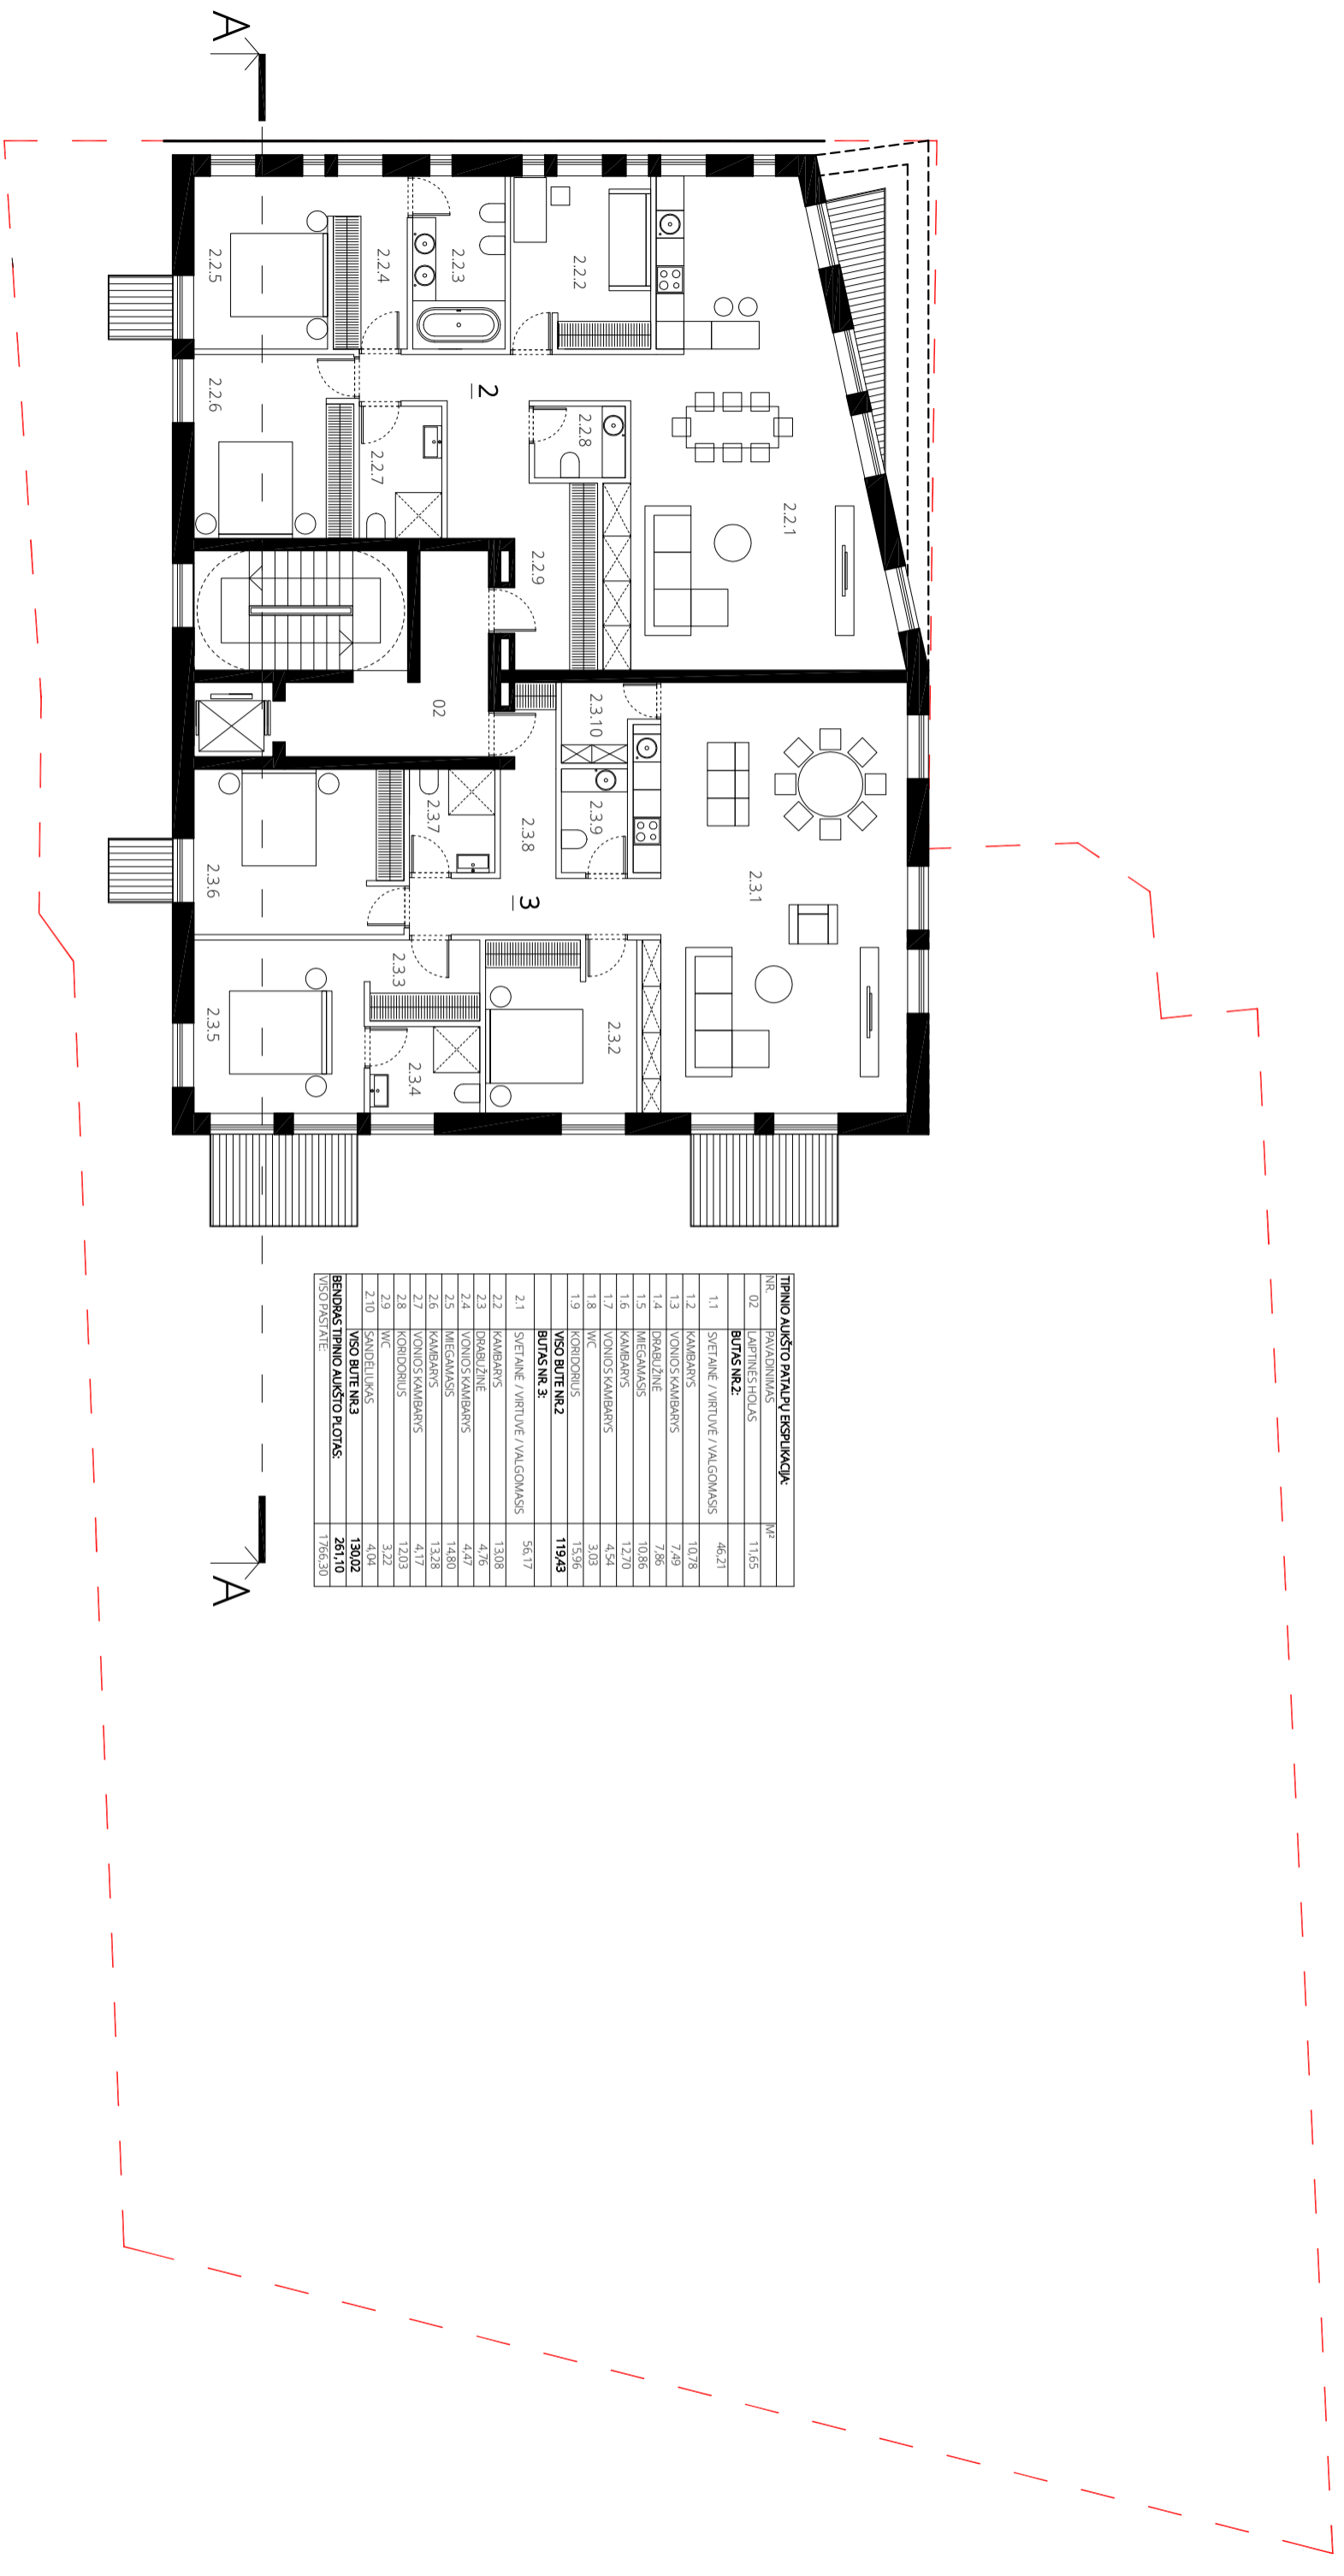 A
A
2.2.1
2.2.2
2.2.3
2.2.4
2.2.5
2.2.6
2.2.7
2.2.8
2.2.9
2
02
2.3.1
2.3.2
2.3.3
2.3.4
2.3.5
2.3.6
2.3.7
2.3.8
2.3.9
2.3.10
3
TIPINIO AUKŠTO PATALPŲ EKSPLIKACIJA:
NR. PAVADINIMAS M²
02 LAIPTINĖS HOLAS 11,65
BUTAS NR.2:
1.1 SVETAINĖ / VIRTUVĖ / VALGOMASIS 46,21
1.2 KAMBARYS 10,78
1.3 VONIOS KAMBARYS 7,49
1.4 DRABUŽINĖ 7,86
1.5 MIEGAMASIS 10,86
1.6 KAMBARYS 12,70
1.7 VONIOS KAMBARYS 4,54
1.8 WC 3,03
1.9 KORIDORIUS 15,96
VISO BUTE NR.2 119,43
BUTAS NR. 3:
2.1 SVETAINĖ / VIRTUVĖ / VALGOMASIS 56,17
2.2 KAMBARYS 13,08
2.3 DRABUŽINĖ 4,76
2.4 VONIOS KAMBARYS 4,47
2.5 MIEGAMASIS 14,80
2.6 KAMBARYS 13,28
2.7 VONIOS KAMBARYS 4,17
2.8 KORIDORIUS 12,03
2.9 WC 3,22
2.10 SANDĖLIUKAS 4,04
VISO BUTE NR.3 130,02
BENDRAS TIPINIO AUKŠTO PLOTAS: 261,10
VISO PASTATE: 1766,30